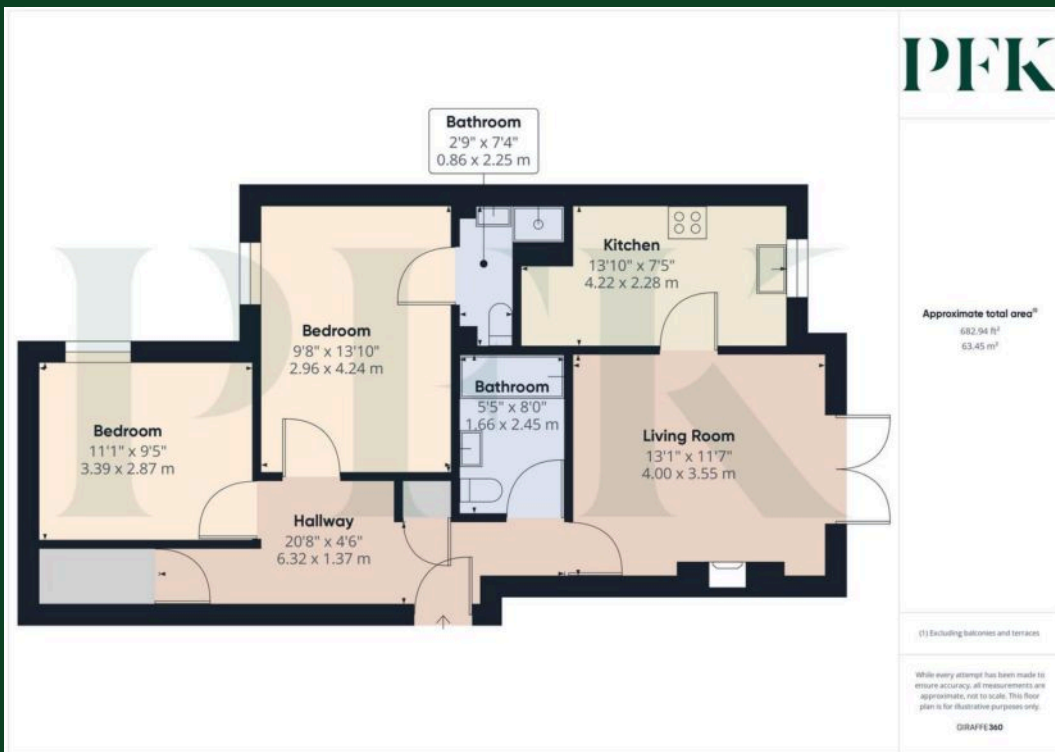 PFK
Bathroom
2'9" x 7'4"
0.86 x 2.25 m
Kitchen
13'10" x 7'5"
4.22 x 2.28 m
Bedroom
9'8" x 13'10"
2.96 x 4.24 m
Bathroom
5'5" x 8'0"
1.66 x 2.45 m
Bedroom
11'1" x 9'5"
3.39 x 2.87 m
Living Room
13'1" x 11'7"
4.00 x 3.55 m
Hallway
20'8" x 4'6"
6.32 x 1.37 m
PFK
Approximate total area⁽¹⁾
682.94 ft²
63.45 m²
(1) Excluding balconies and terraces
While every attempt has been made to
ensure accuracy, all measurements are
approximate, not to scale. This floor
plan is for illustrative purposes only.
GIRAFFE360